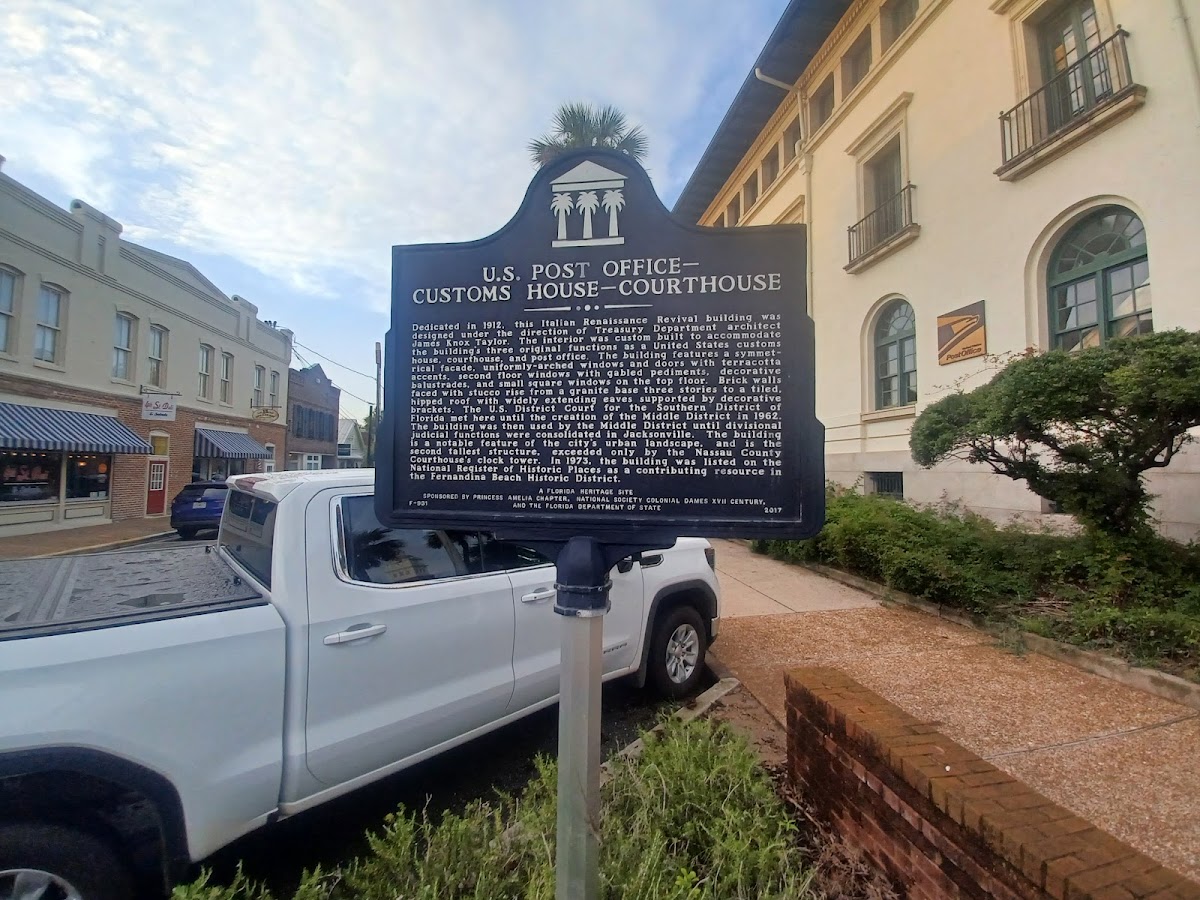 U.S. POST OFFICE—
CUSTOMS HOUSE—COURTHOUSE
Dedicated in 1912, this Italian Renaissance Revival building was
designed under the direction of Treasury Department architect
James Knox Taylor. The interior was custom built to accommodate
the building's three original functions as a United States customs
house, courthouse, and post office. The building features a symmet-
rical facade, uniformly-arched windows and doors with terracotta
accents, second floor windows with gabled pediments, decorative
balustrades, and small square windows on the top floor. Brick walls
faced with stucco rise from a granite base three stories to a tiled,
hipped roof with widely extending eaves supported by decorative
brackets. The U.S. District Court for the Southern District of
Florida met here until the creation of the Middle District in 1962.
The building was then used by the Middle District until divisional
judicial functions were consolidated in Jacksonville. The building
is a notable feature of the city's urban landscape, and is the
second tallest structure, exceeded only by the Nassau County
Courthouse's clock tower. In 1973, the building was listed on the
National Register of Historic Places as a contributing resource in
the Fernandina Beach Historic District.
A FLORIDA HERITAGE SITE
SPONSORED BY PRINCESS AMELIA CHAPTER, NATIONAL SOCIETY COLONIAL DAMES XVII CENTURY,
F-931 AND THE FLORIDA DEPARTMENT OF STATE 2017
Post Office